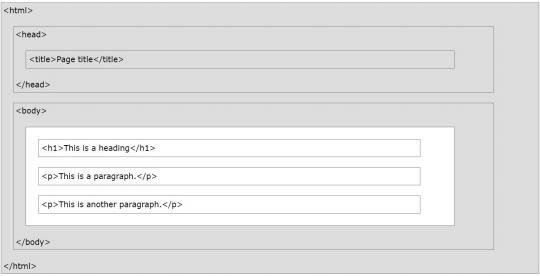 <html>
<head>
<title>Page title</title>
</head>
<body>
<h1>This is a heading</h1>
<p>This is a paragraph.</p>
<p>This is another paragraph.</p>
</body>
</html>